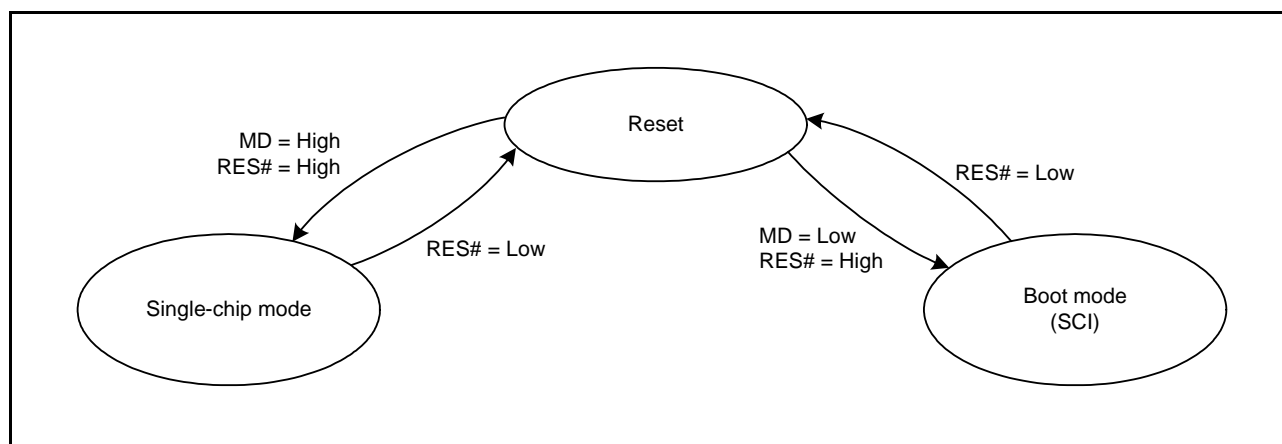 Reset
MD = High
RES# = High
RES# = Low
RES# = Low
MD = Low
RES# = High
Single-chip mode
Boot mode
(SCI)